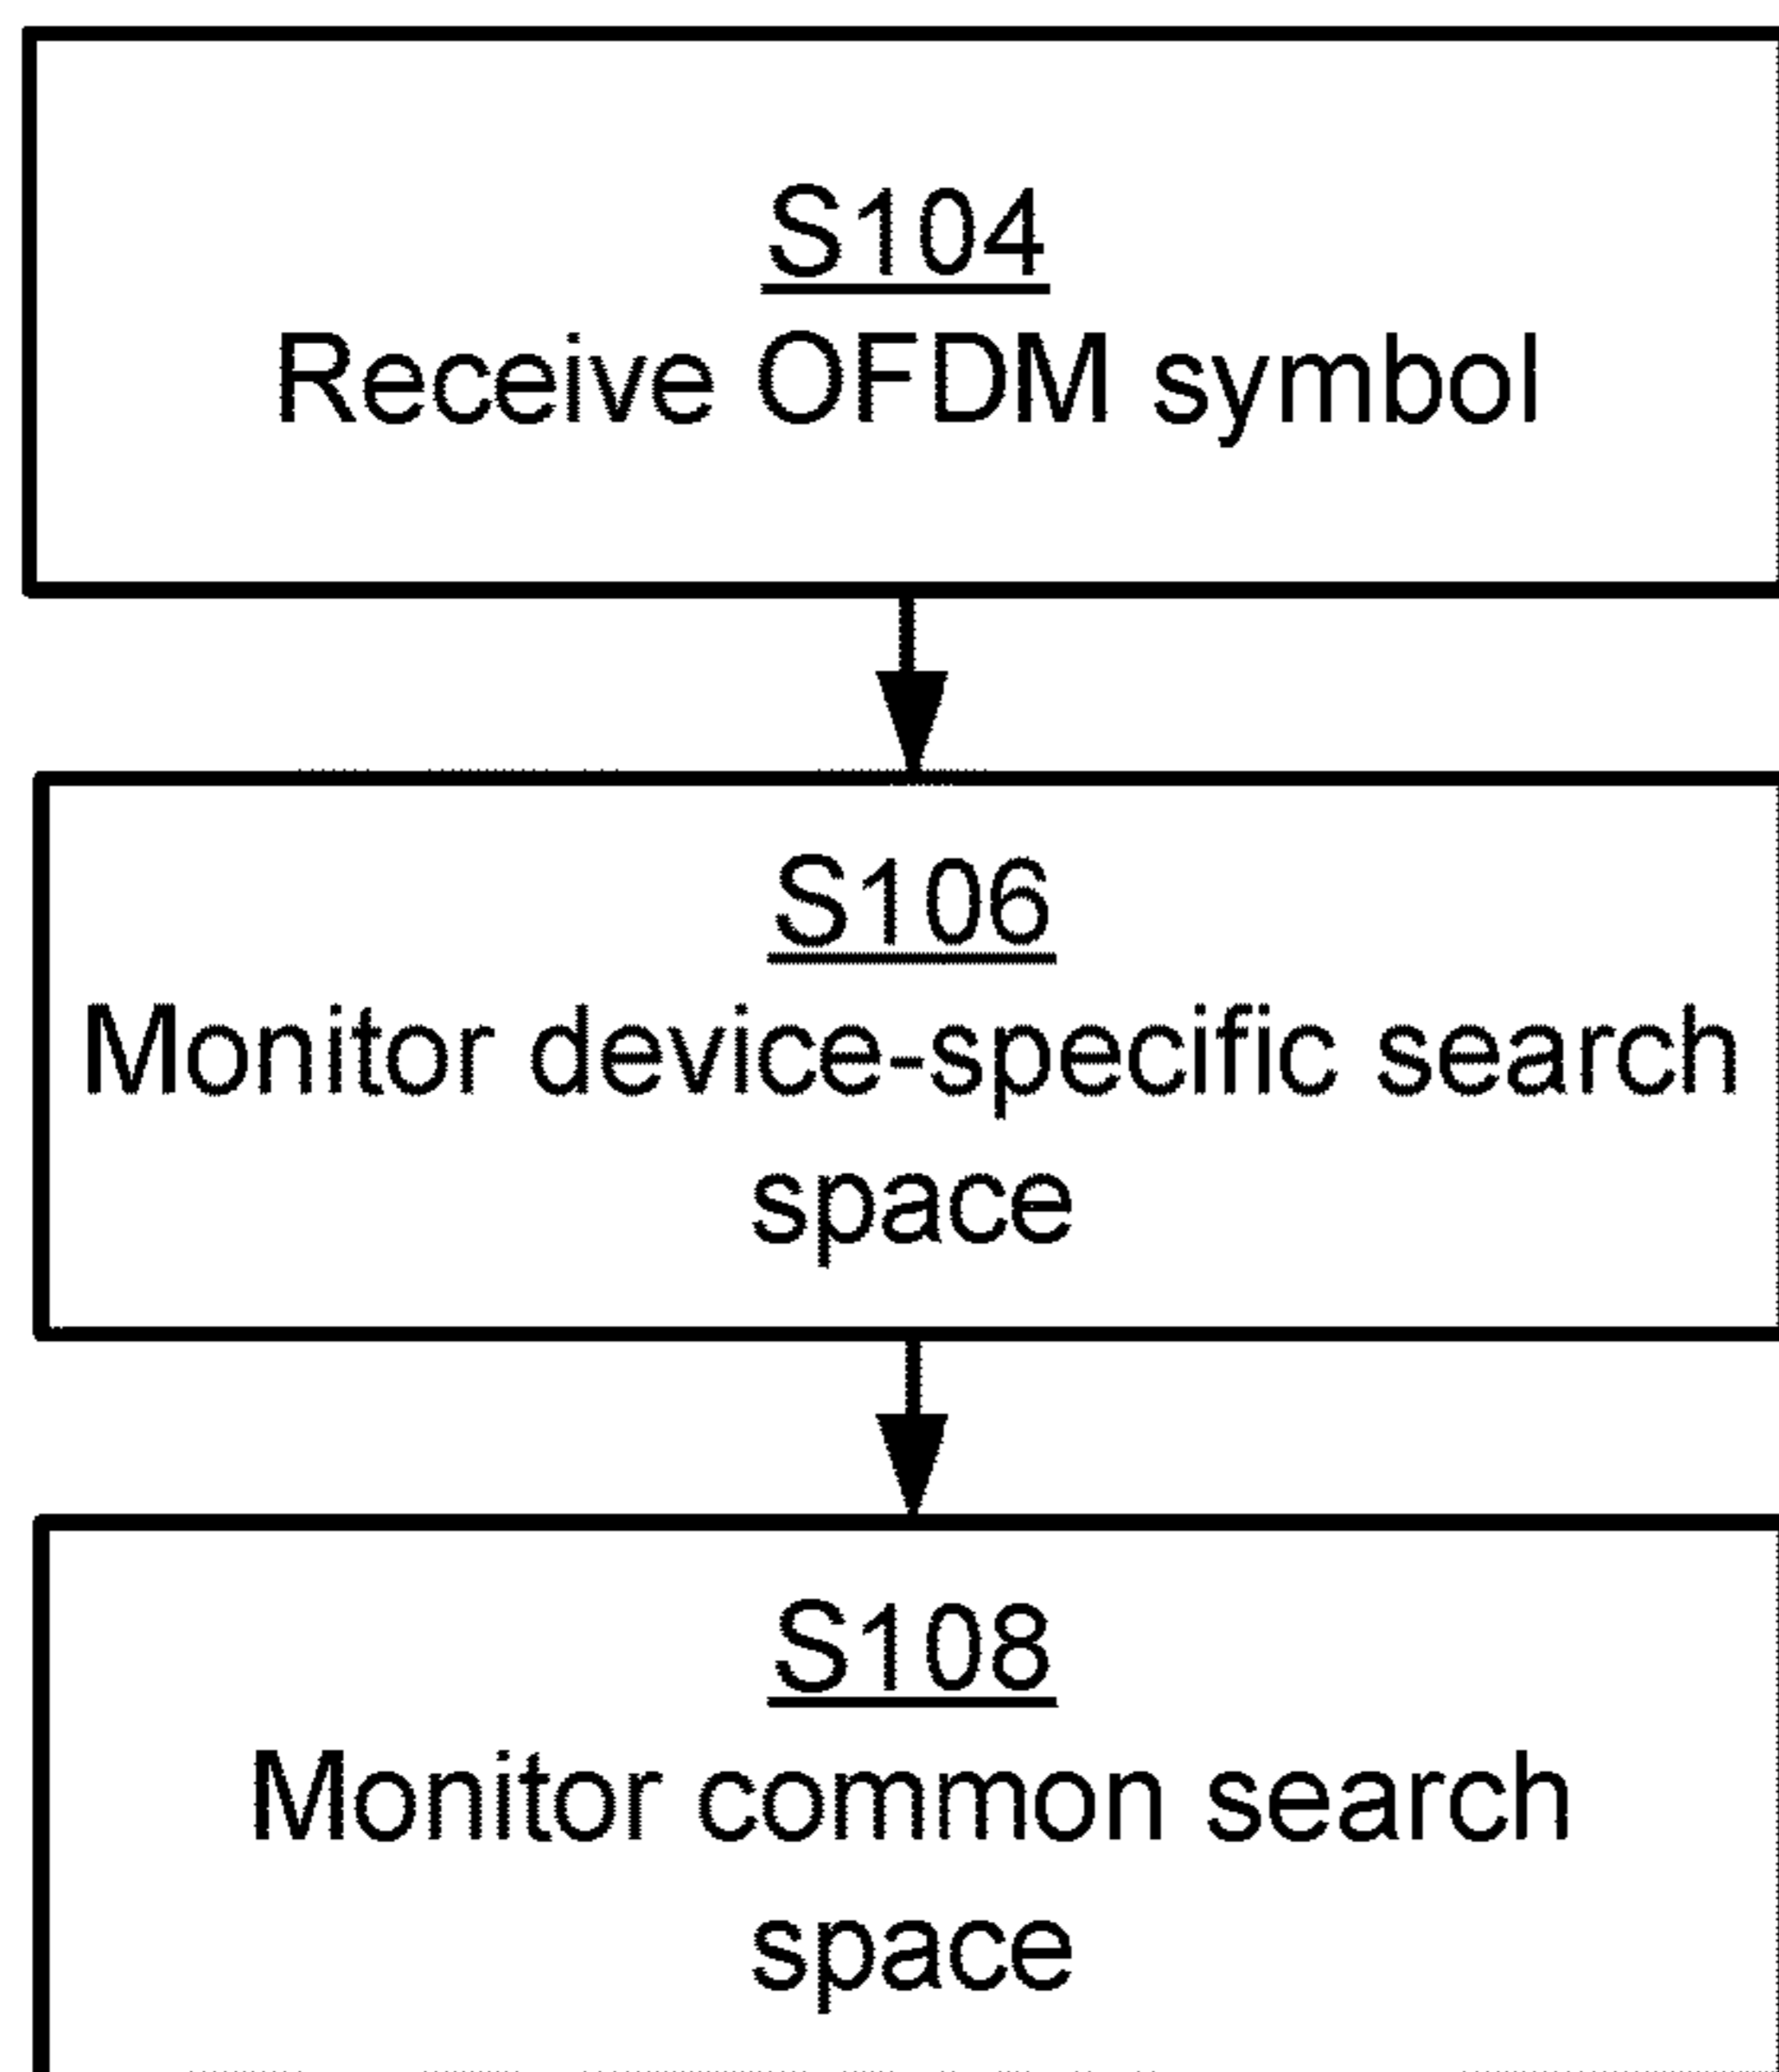 S104
Receive OFDM symbol
S106
Monitor device-specific search
space
S108
Monitor common search
space